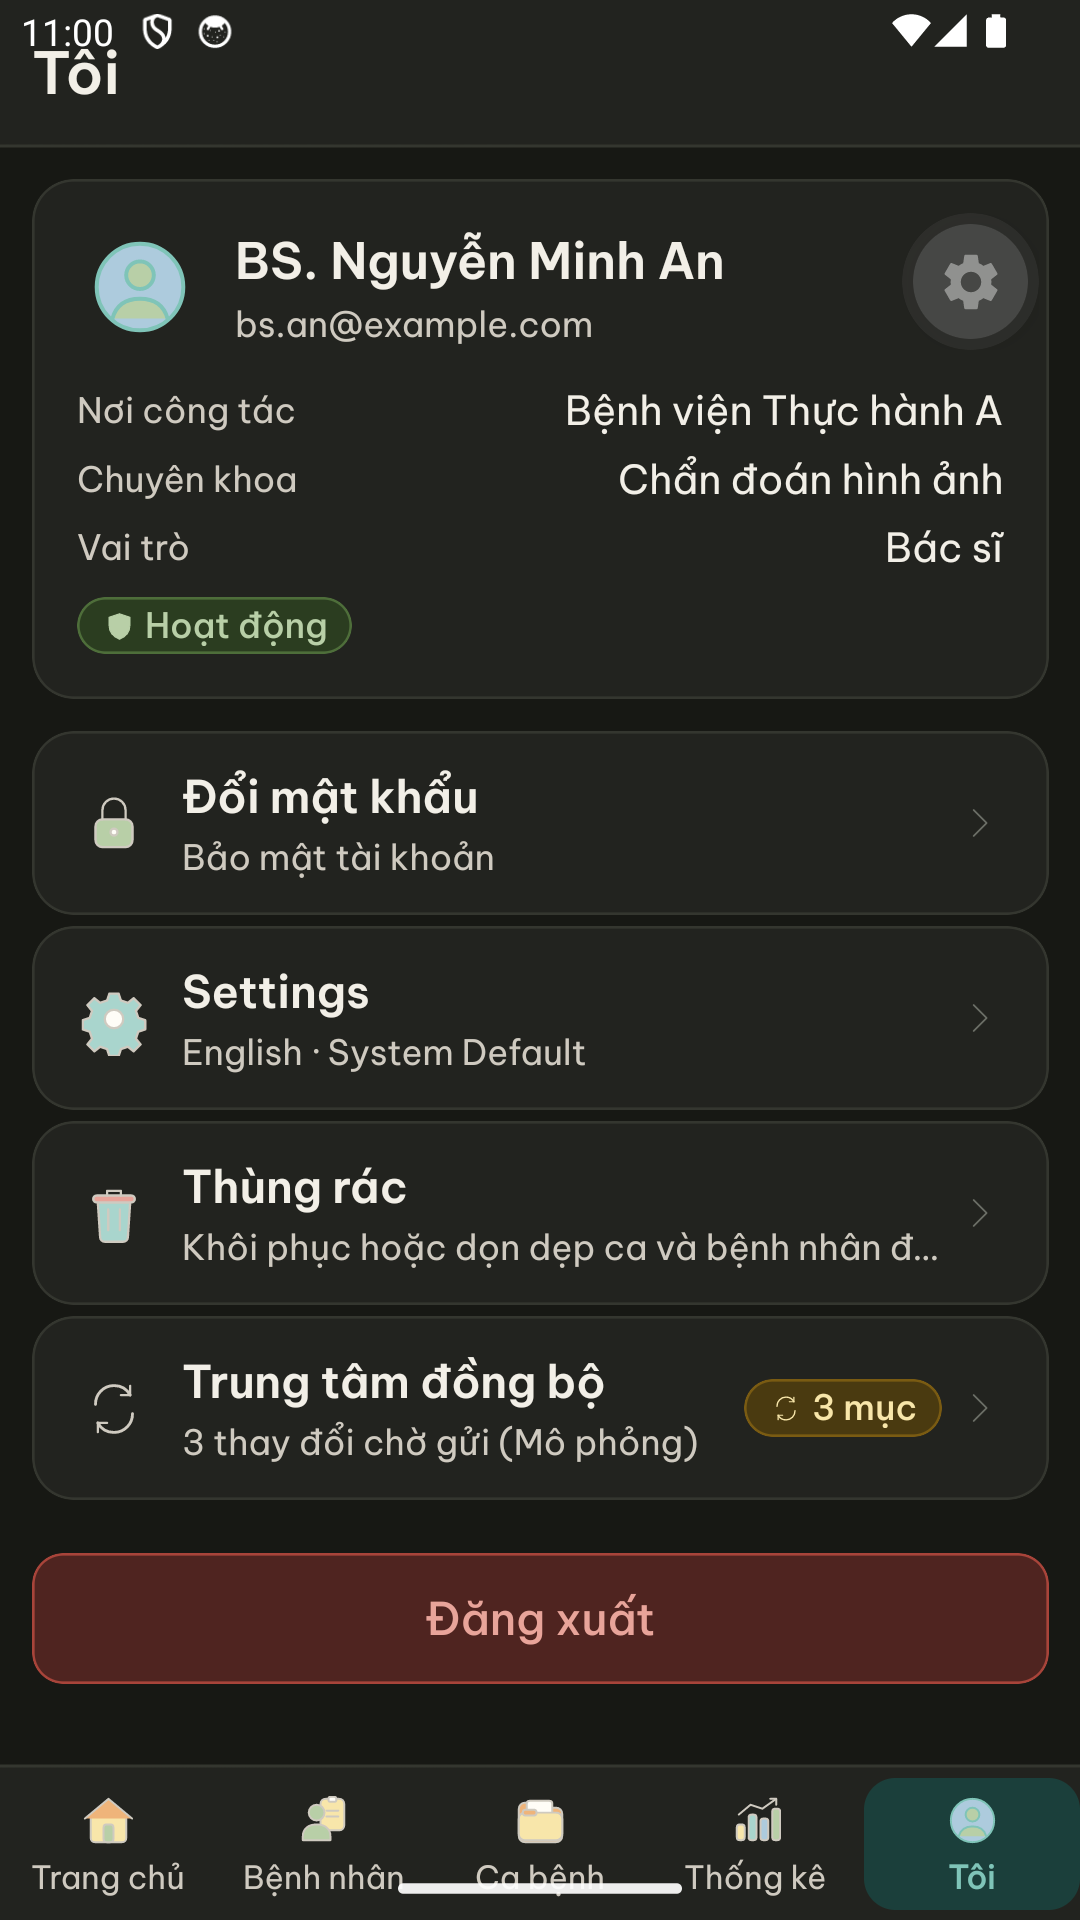 11:00
Tôi
BS. Nguyễn Minh An
bs.an@example.com
Nơi công tác
Bệnh viện Thực hành A
Chuyên khoa
Chẩn đoán hình ảnh
Vai trò
Bác sĩ
Hoạt động
Đổi mật khẩu
Bảo mật tài khoản
Settings
English · System Default
Thùng rác
Khôi phục hoặc dọn dẹp ca và bệnh nhân đ...
Trung tâm đồng bộ
3 mục
3 thay đổi chờ gửi (Mô phỏng)
Đăng xuất
Trang chủ
Bệnh nhân
Ca bệnh
Thống kê
Tôi